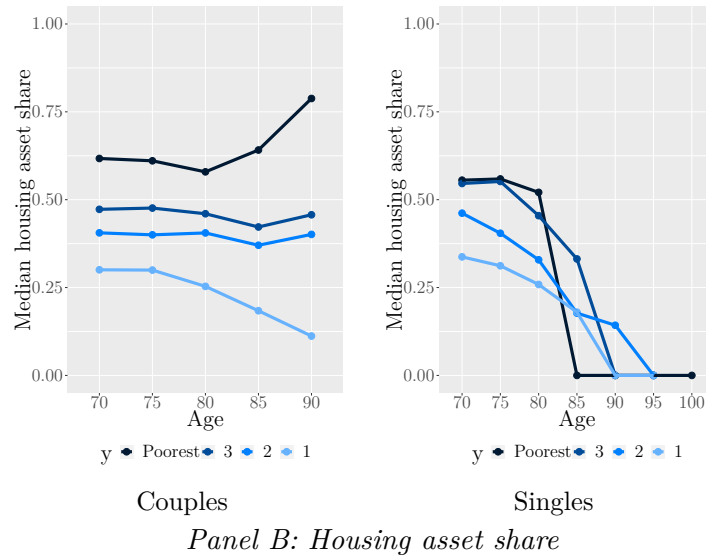 Median housing asset share
1.00
0.75
0.50
0.25
0.00
70 75 80 85 90
Age
y Poorest 3 2 1
Couples
Median housing asset share
1.00
0.75
0.50
0.25
0.00
70 75 80 85 90 95 100
Age
y Poorest 3 2 1
Singles
Panel B: Housing asset share